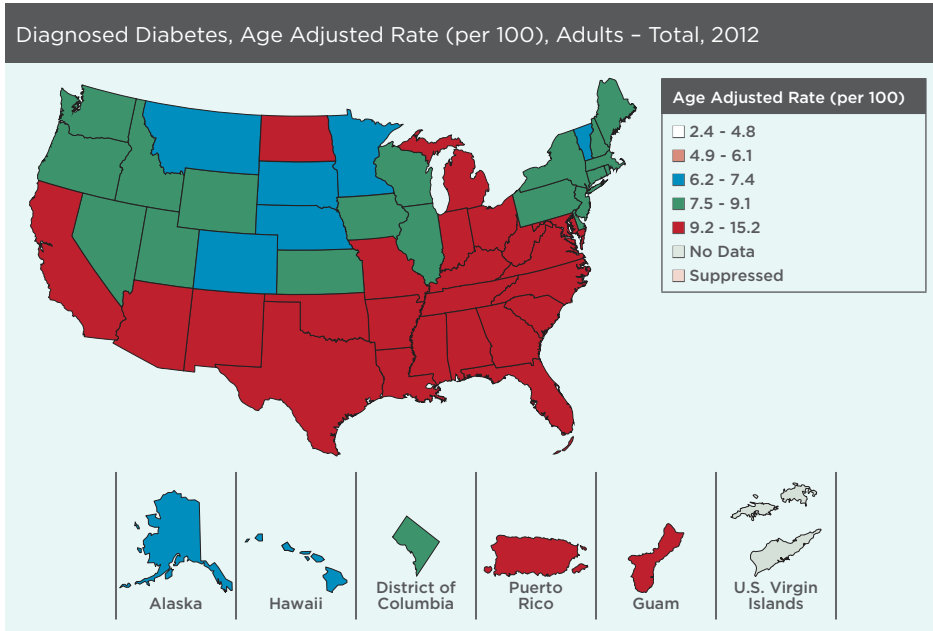 Diagnosed Diabetes, Age Adjusted Rate (per 100), Adults – Total, 2012
Age Adjusted Rate (per 100)
2.4 - 4.8
4.9 - 6.1
6.2 - 7.4
7.5 - 9.1
9.2 - 15.2
No Data
Suppressed
Alaska
Hawaii
District of
Columbia
Puerto
Rico
Guam
U.S. Virgin
Islands